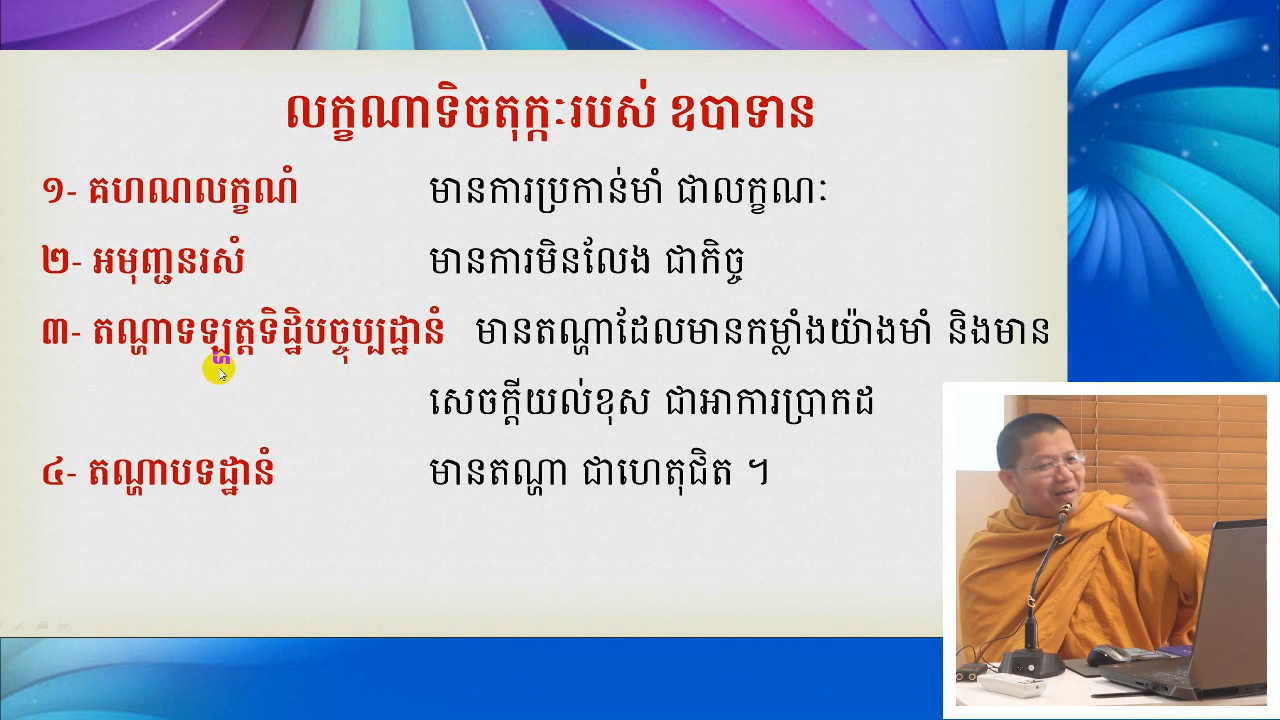 លក្ខណាទិចតុក្កៈរបស់ ឧបាទាន
១- គហណលក្ខណំ មានការប្រកាន់មាំ ជាលក្ខណៈ
២- អមុញ្ជនរសំ មានការមិនលែង ជាកិច្ច
៣- តណ្ហាទឡ្ហត្តទិដ្ឋិបច្ចុប្បដ្ឋានំ មានតណ្ហាដែលមានកម្លាំងយ៉ាងមាំ និងមាន
សេចក្តីយល់ខុស ជាអាការប្រាកដ
៤- តណ្ហាបទដ្ឋានំ មានតណ្ហា ជាហេតុជិត ។